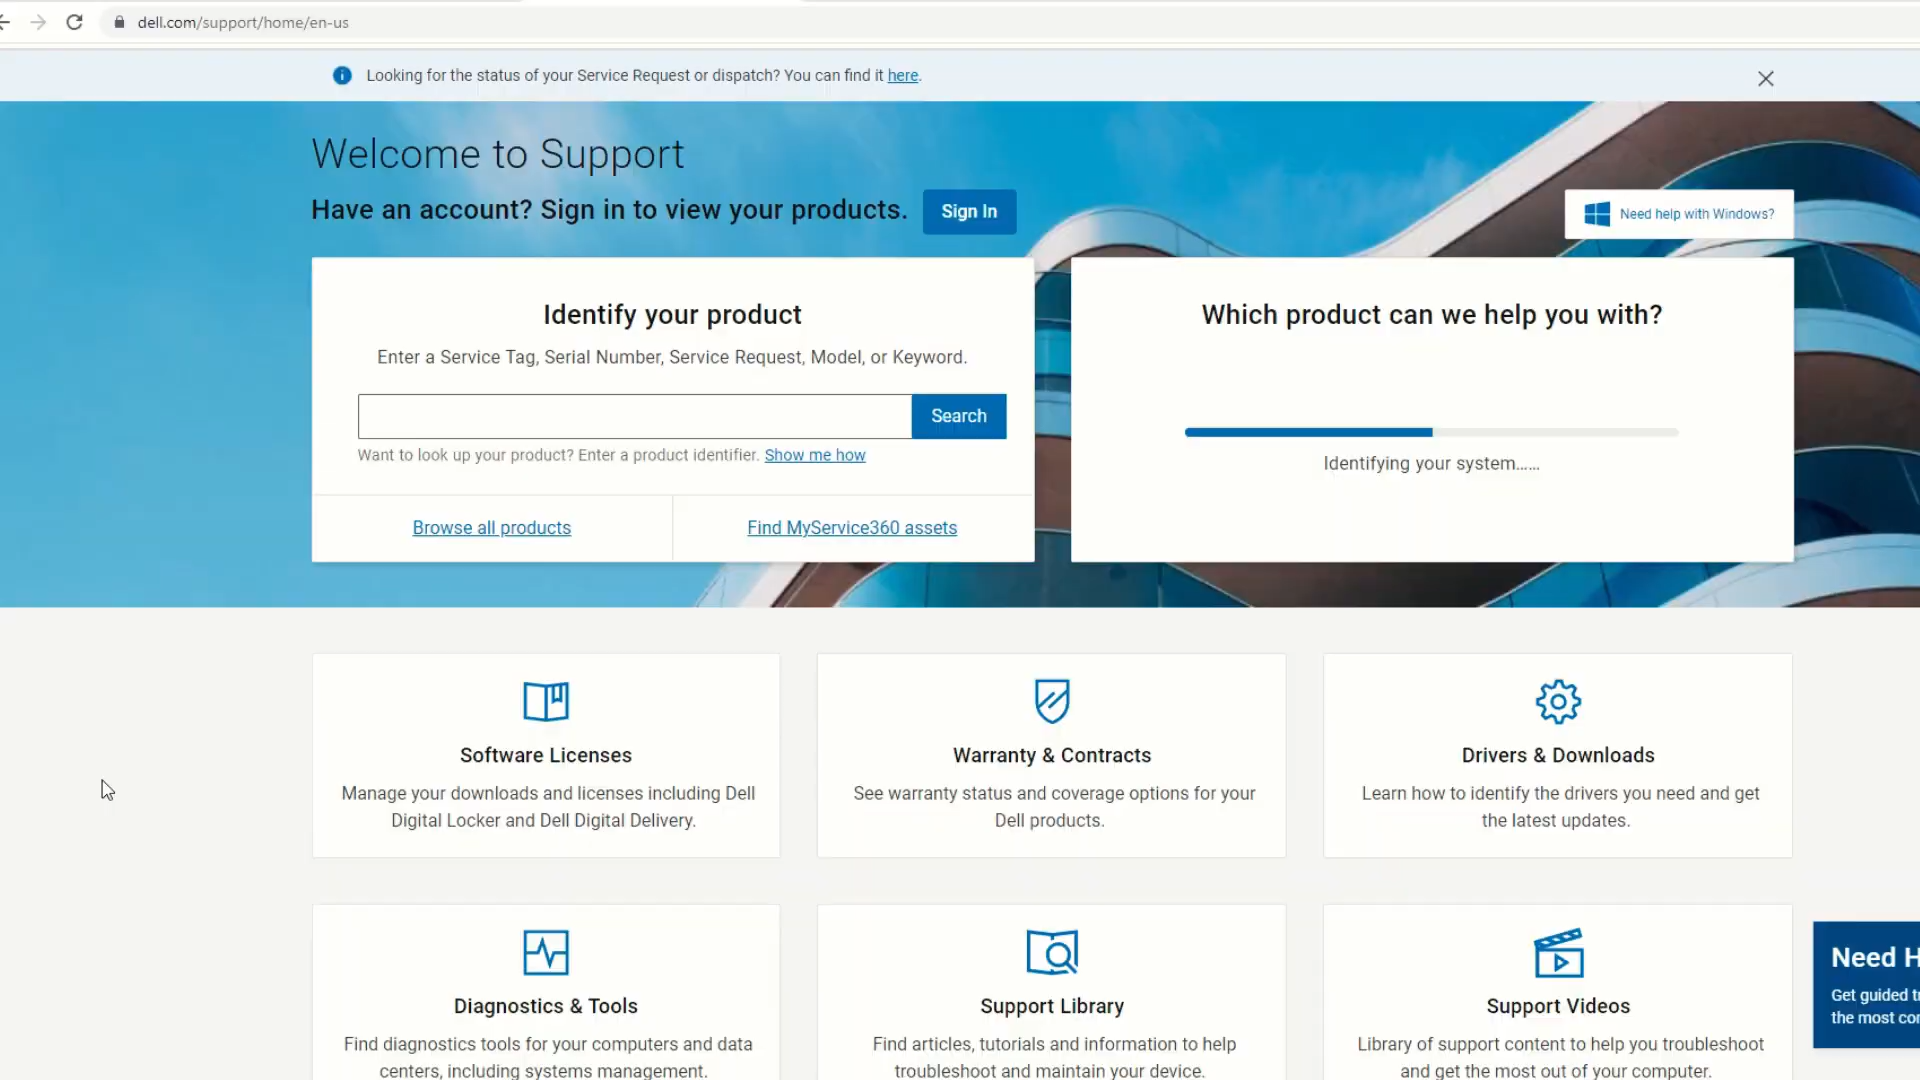 dell.com/support/home/en-us
Looking for the status of your Service Request or dispatch? You can find it here.
Welcome to Support
Have an account? Sign in to view your products.
Sign In
Need help with Windows?
Identify your product
Enter a Service Tag, Serial Number, Service Request, Model, or Keyword.
Search
Want to look up your product? Enter a product identifier. Show me how
Browse all products
Find MyService360 assets
Which product can we help you with?
Identifying your system......
Software Licenses
Manage your downloads and licenses including Dell
Digital Locker and Dell Digital Delivery.
Warranty & Contracts
See warranty status and coverage options for your
Dell products.
Drivers & Downloads
Learn how to identify the drivers you need and get
the latest updates.
Diagnostics & Tools
Find diagnostics tools for your computers and data
centers, including systems management.
Support Library
Find articles, tutorials and information to help
troubleshoot and maintain your device.
Support Videos
Library of support content to help you troubleshoot
and get the most out of your computer.
Need H
Get guided
the most